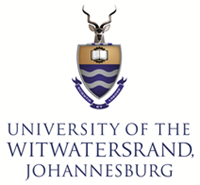 UNIVERSITY OF THE
WITWATERSRAND,
JOHANNESBURG